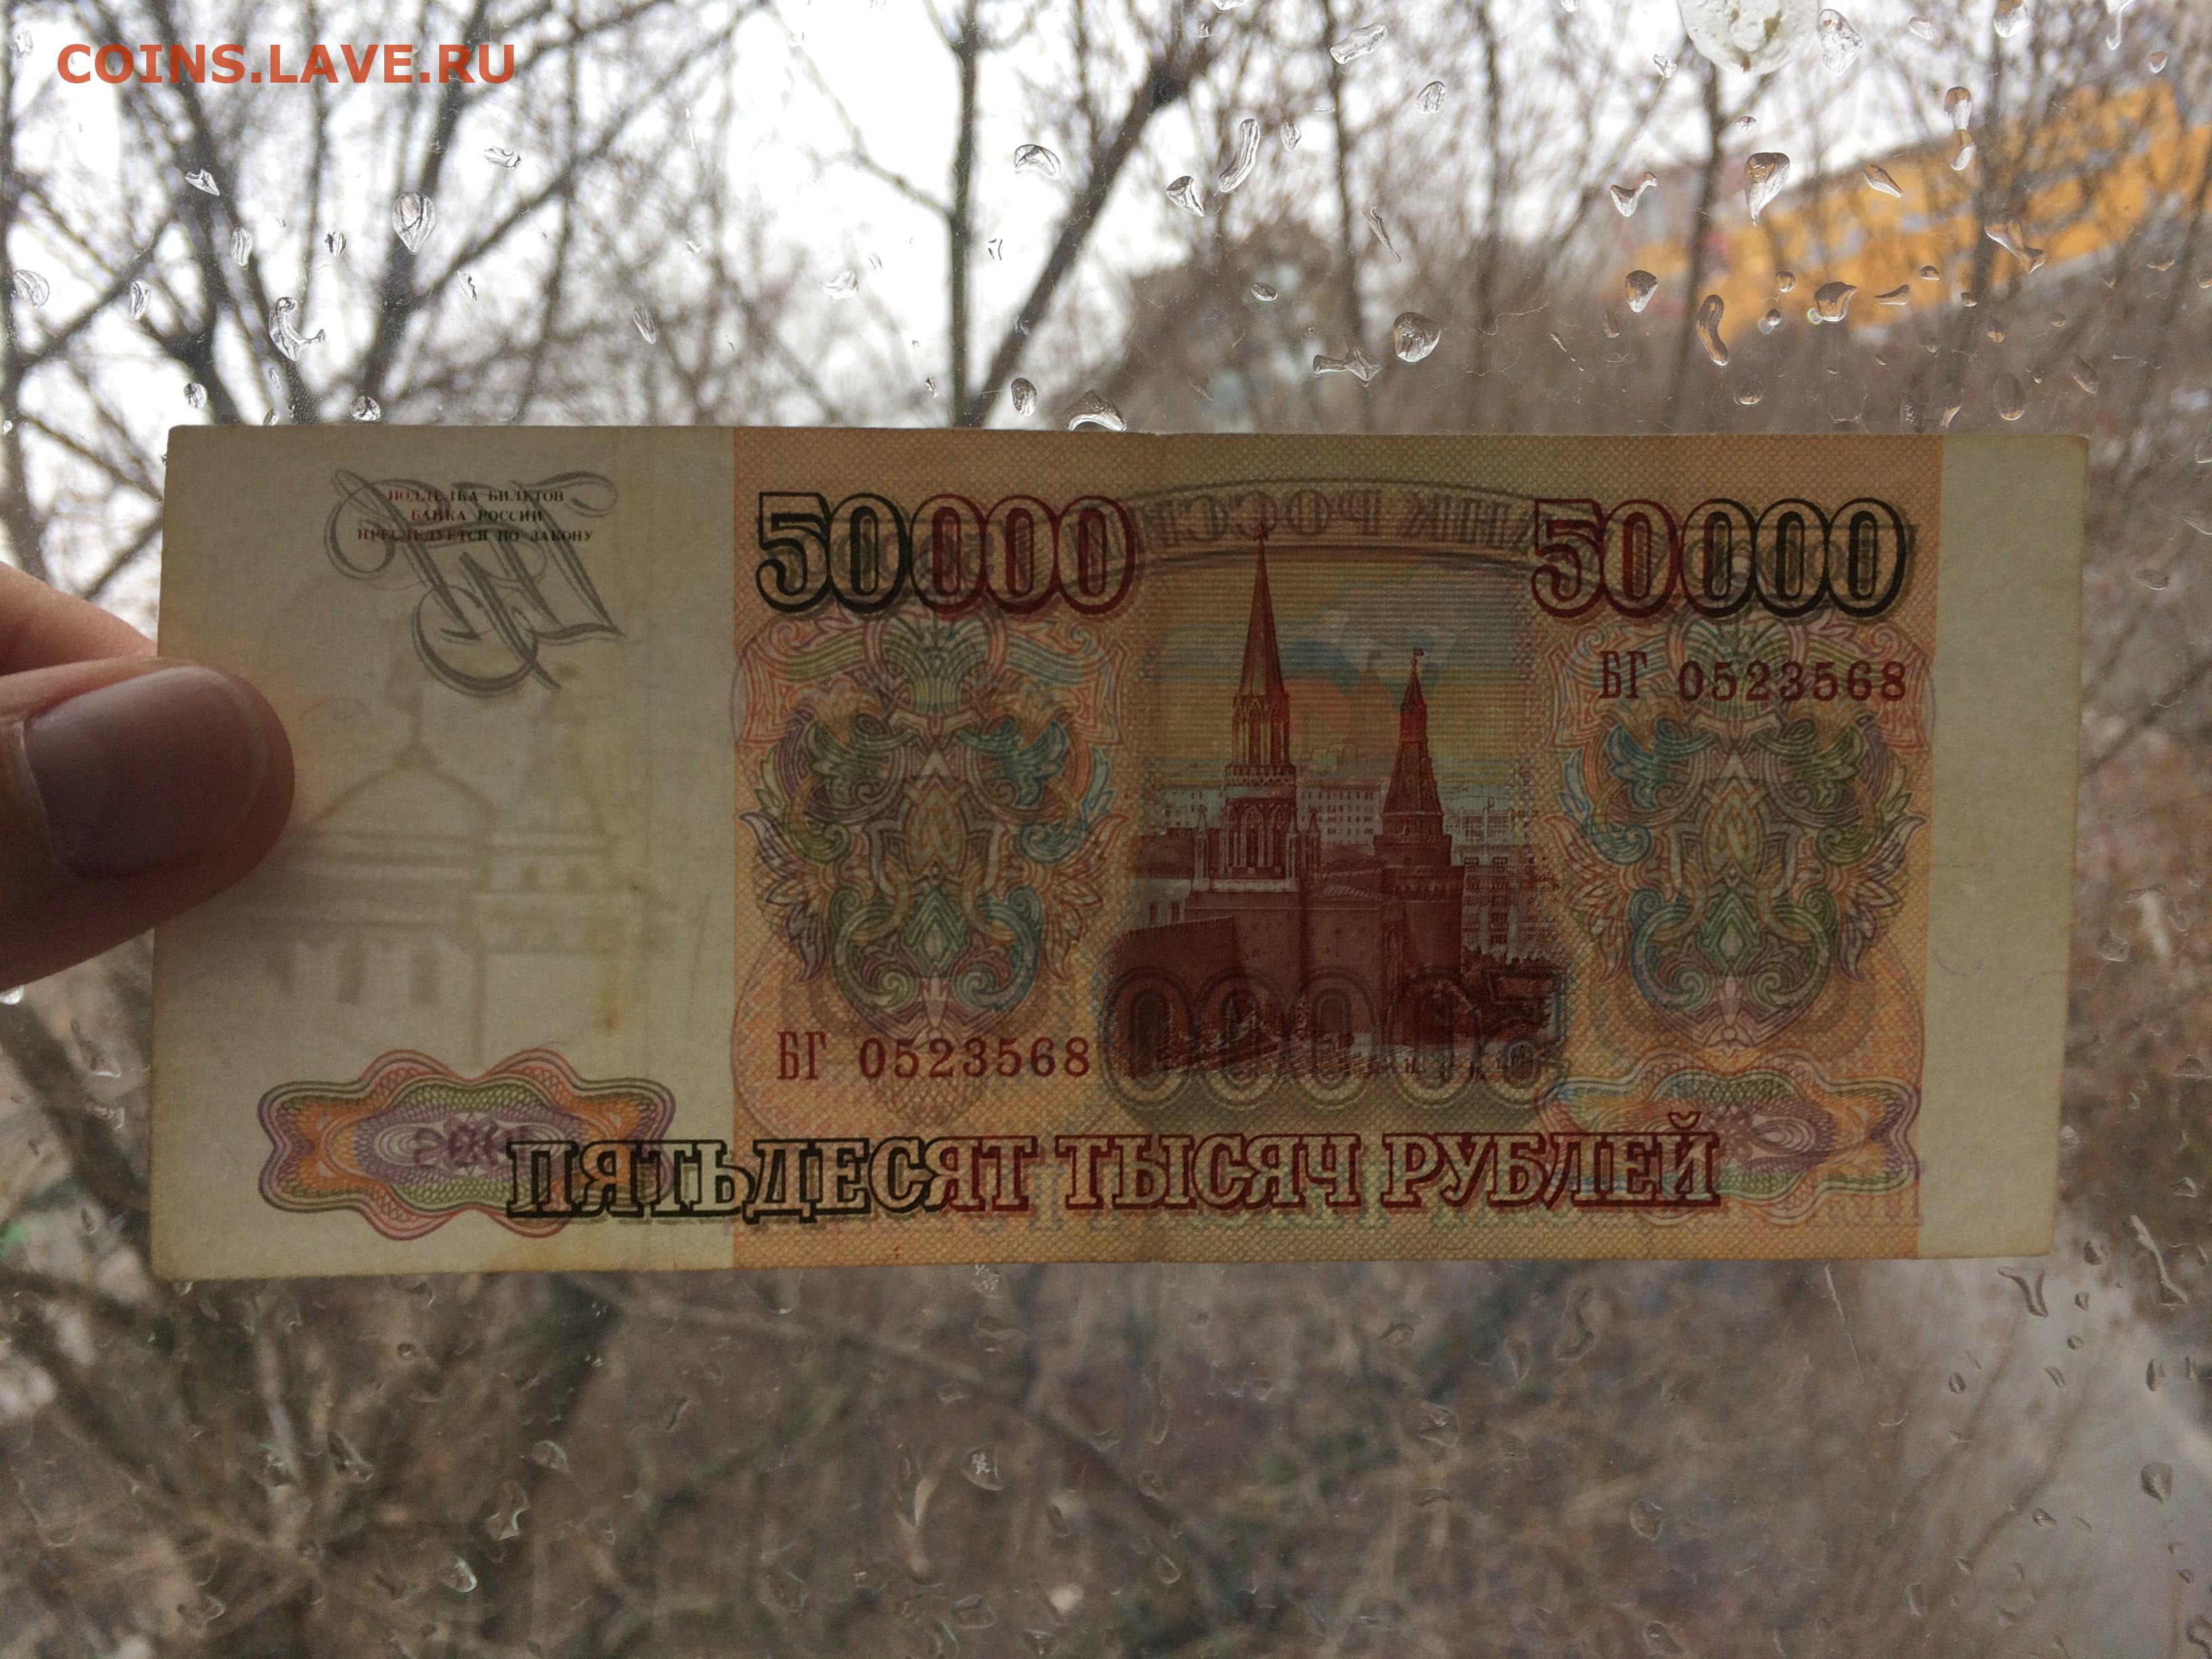 COINS.LAVE.RU
ПОДДЕЛКА БИЛЕТОВ
БАНКА РОССИИ
ПРЕСЛЕДУЕТСЯ ПО ЗАКОНУ
50000 50000
БГ 0523568
БГ 0523568
ПЯТЬДЕСЯТ ТЫСЯЧ РУБЛЕЙ